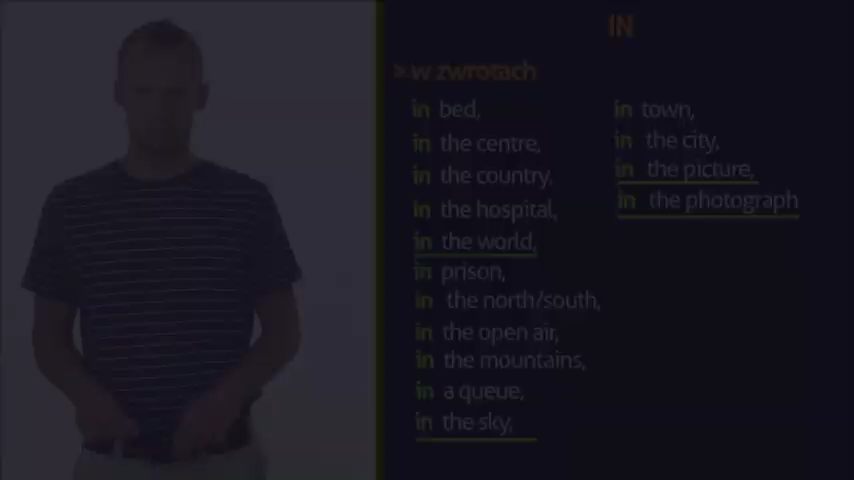 IN
> w zwrotach
in bed,
in the centre,
in the country,
in the hospital,
in the world,
in prison,
in the north/south,
in the open air,
in the mountains,
in a queue,
in the sky,
in town,
in the city,
in the picture,
in the photograph